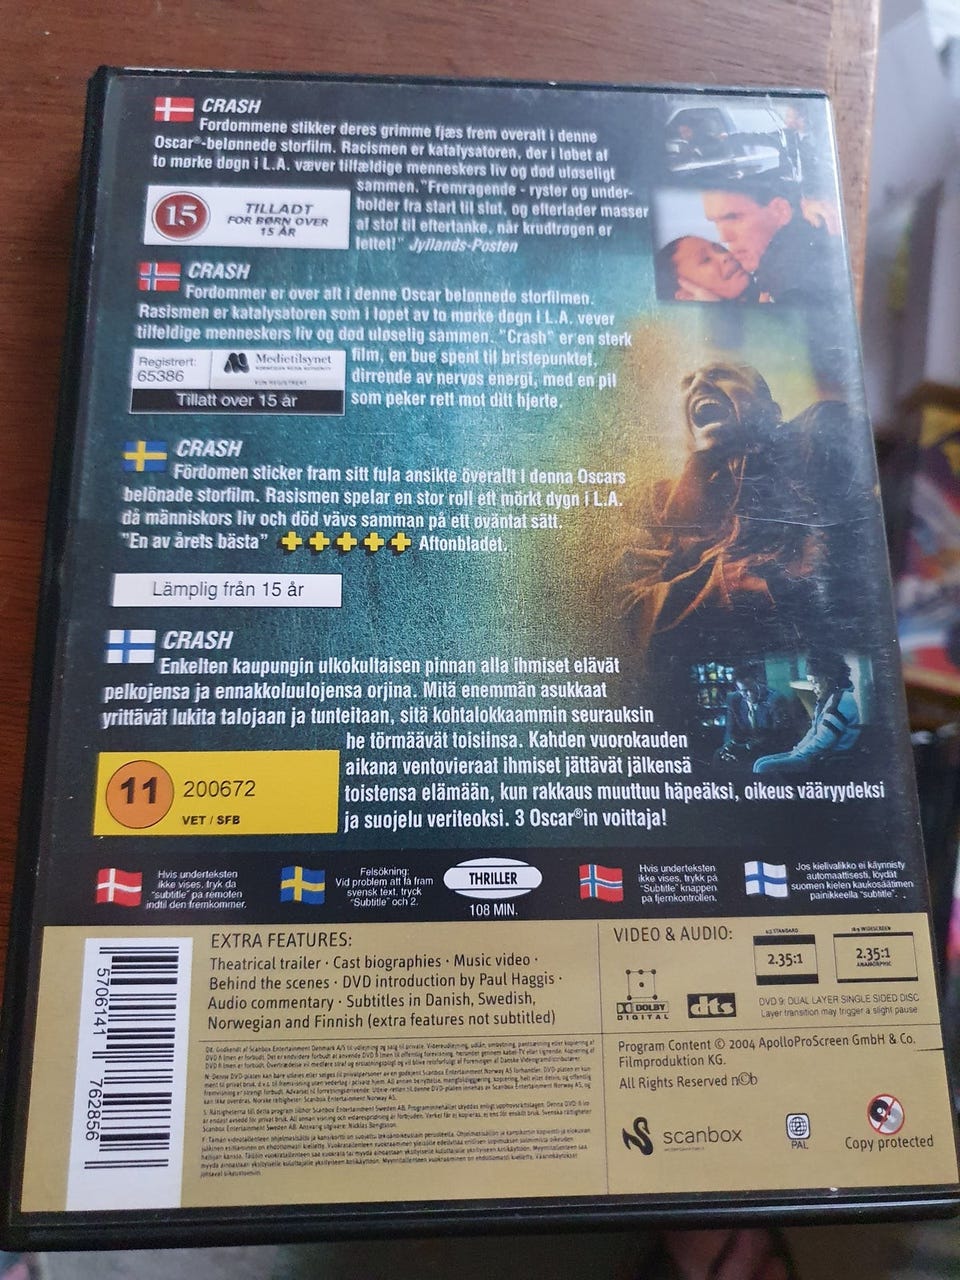 CRASH
Fordommene stikker deres grimme fjæs frem overalt i denne
Oscar®-belønnede storfilm. Racismen er katalysatoren, der i løbet af
to mørke døgn i L.A. væver tilfældige menneskers liv og død uløseligt
sammen. "Fremragende - ryster og under-
holder fra start til slut, og efterlader masser
af stof til eftertanke, når krudtrøgen er
lettet!" Jyllands-Posten
15
TILLADT
FOR BØRN OVER
15 ÅR
CRASH
Fordommer er over alt i denne Oscar belønnede storfilmen.
Rasismen er katalysatoren som i løpet av to mørke døgn i L.A. vever
tilfeldige menneskers liv og død uløselig sammen. "Crash" er en sterk
film, en bue spent til bristepunktet,
dirrende av nervøs energi, med en pil
som peker rett mot ditt hjerte.
Registrert:
65386
Medietilsynet
NORWEGIAN MEDIA AUTHORITY
KUN REGISTRERT
Tillatt over 15 år
CRASH
Fördomen sticker fram sitt fula ansikte överallt i denna Oscars
belönade storfilm. Rasismen spelar en stor roll ett mörkt dygn i L.A.
då människors liv och död vävs samman på ett oväntat sätt.
"En av årets bästa" Aftonbladet.
Lämplig från 15 år
CRASH
Enkelten kaupungin ulkokultaisen pinnan alla ihmiset elävät
pelkojensa ja ennakkoluulojensa orjina. Mitä enemmän asukkaat
yrittävät lukita talojaan ja tunteitaan, sitä kohtalokkaammin seurauksin
he törmäävät toisiinsa. Kahden vuorokauden
aikana ventovieraat ihmiset jättävät jälkensä
toistensa elämään, kun rakkaus muuttuu häpeäksi, oikeus vääryydeksi
ja suojelu veriteoksi. 3 Oscar®in voittaja!
11
200672
VET / SFB
Hvis underteksten
ikke vises, tryk da
"subtitle" på remoten
indtil den fremkommer.
Felsökning:
Vid problem att få fram
svensk text, tryck
"Subtitle" och 2.
THRILLER
108 MIN.
Hvis underteksten
ikke vises, trykk på
"Subtitle" knappen
på fjernkontrollen.
Jos kielivalikko ei käynnisty
automaattisesti, löydät
suomen kielen kaukosäätimen
painikkeella "subtitle".
EXTRA FEATURES:
Theatrical trailer · Cast biographies · Music video ·
Behind the scenes · DVD introduction by Paul Haggis ·
Audio commentary · Subtitles in Danish, Swedish,
Norwegian and Finnish (extra features not subtitled)
VIDEO & AUDIO:
2.35:1
16:9 WIDESCREEN
2.35:1
ANAMORPHIC
DOLBY
DIGITAL
dts
DVD 9: DUAL LAYER SINGLE SIDED DISC
Layer transition may trigger a slight pause
Program Content © 2004 ApolloProScreen GmbH & Co.
Filmproduktion KG.
All Rights Reserved n©b
scanbox
ENTERTAINMENT
PAL
Copy protected
5 706141 762856